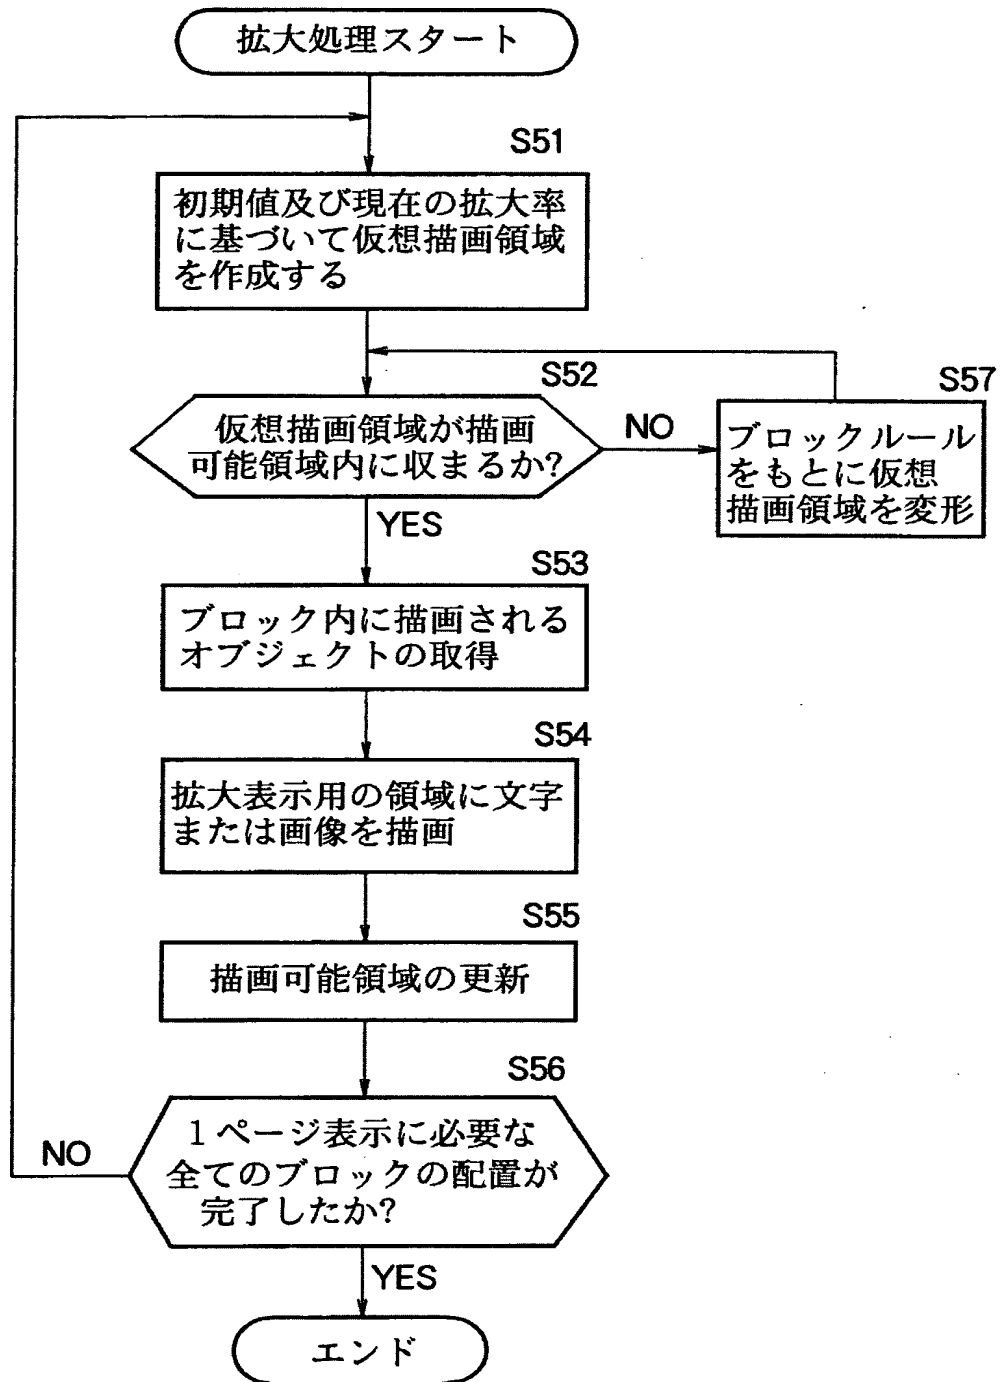 拡大処理スタート
S51
初期値及び現在の拡大率
に基づいて仮想描画領域
を作成する
S52
仮想描画領域が描画
可能領域内に収まるか?
NO
S57
ブロックルール
をもとに仮想
描画領域を変形
YES
S53
ブロック内に描画される
オブジェクトの取得
S54
拡大表示用の領域に文字
または画像を描画
S55
描画可能領域の更新
S56
1ページ表示に必要な
全てのブロックの配置が
完了したか?
NO
YES
エンド